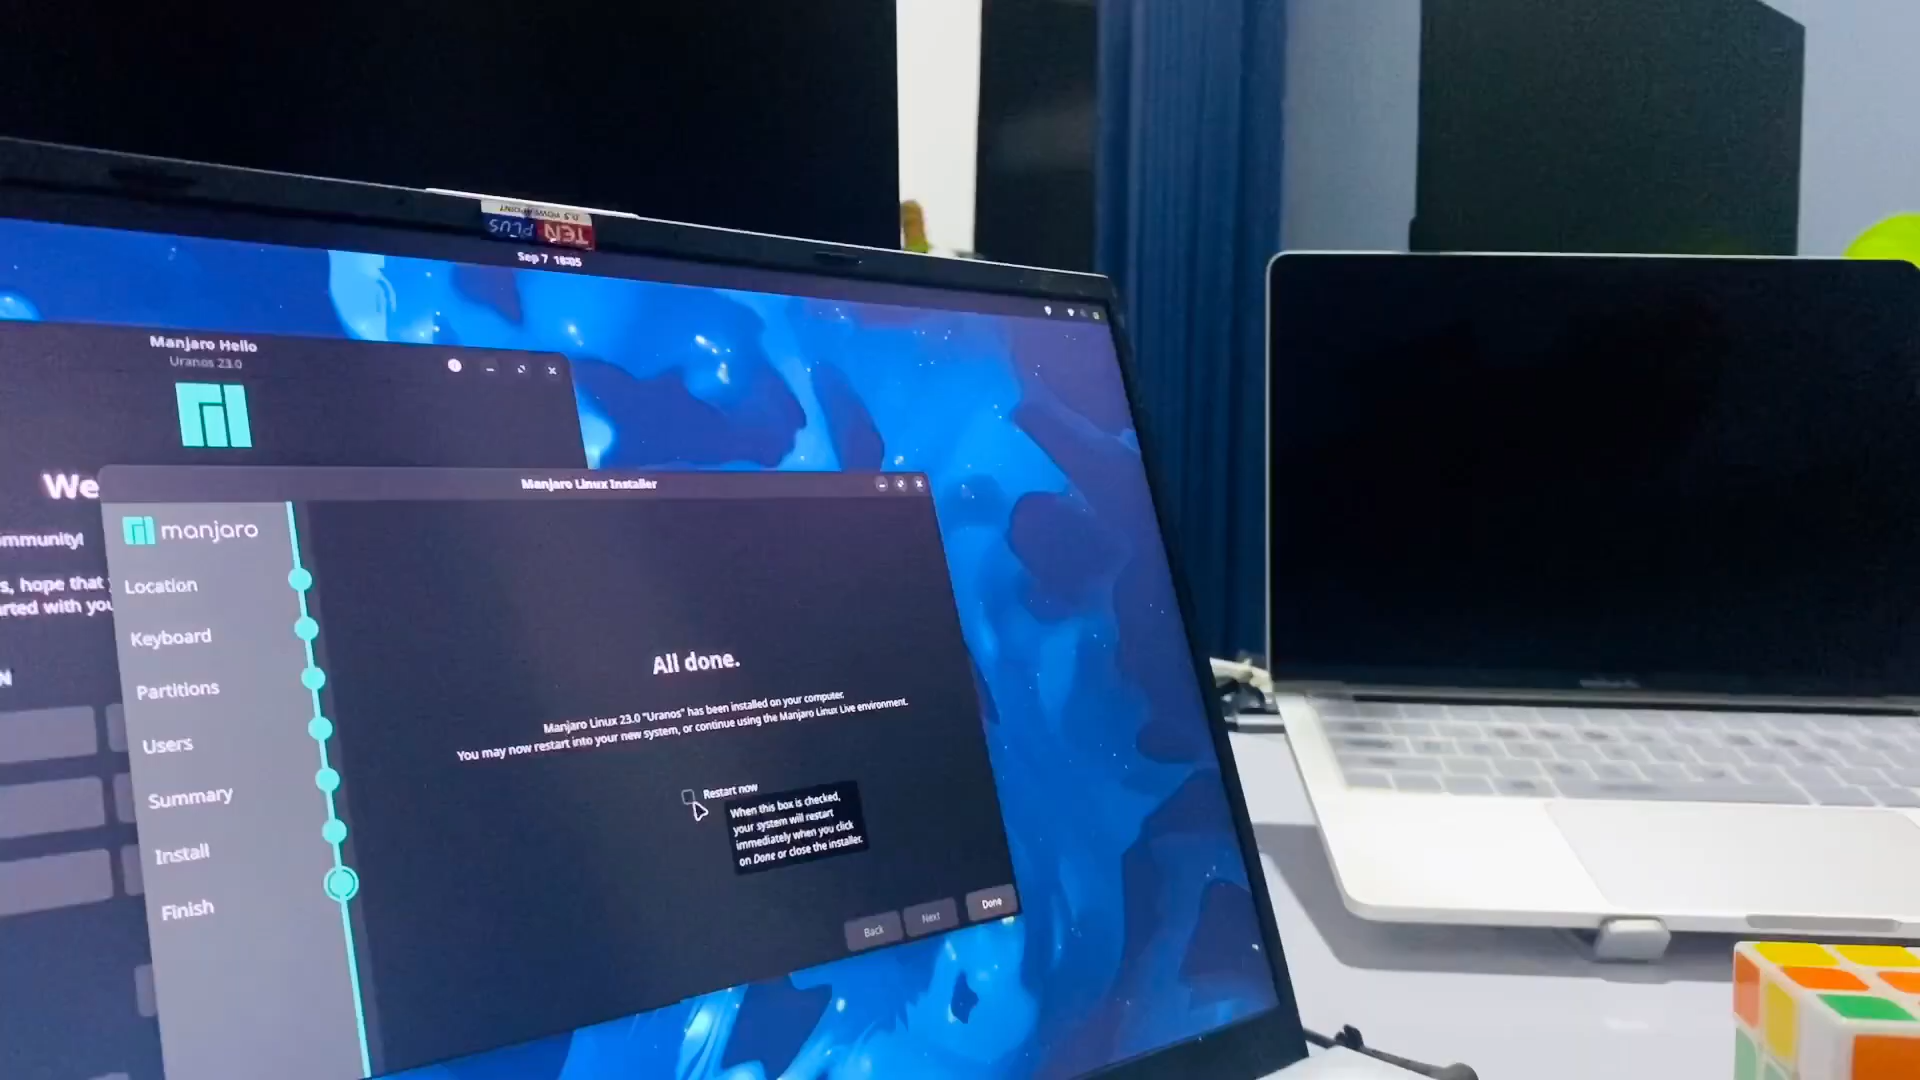 U.S POWERPOINT
TEN PLUS
Sep 7 18:05
Manjaro Hello
Uranos 23.0
We
ommunity!
s, hope that
arted with you
N
Manjaro Linux Installer
manjaro
Location
Keyboard
Partitions
Users
Summary
Install
Finish
All done.
Manjaro Linux 23.0 "Uranos" has been installed on your computer.
You may now restart into your new system, or continue using the Manjaro Linux Live environment.
Restart now
When this box is checked,
your system will restart
immediately when you click
on Done or close the installer.
Back
Next
Done